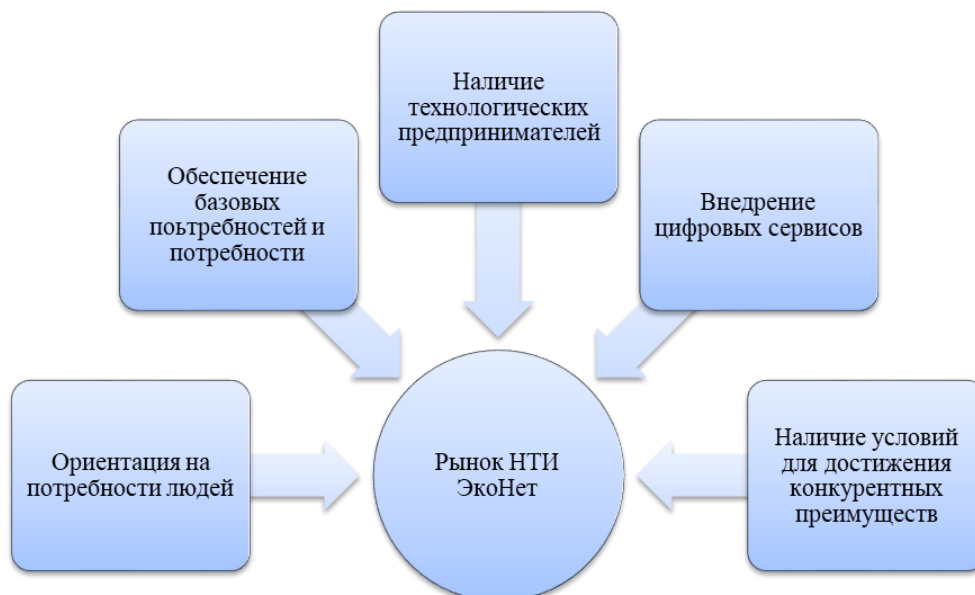 Наличие
технологических
предпринимателей
Обеспечение
базовых
поьтребностей и
потребности
Внедрение
цифровых сервисов
Ориентация на
потребности людей
Рынок НТИ
ЭкоНет
Наличие условий
для достижения
конкурентных
преимуществ